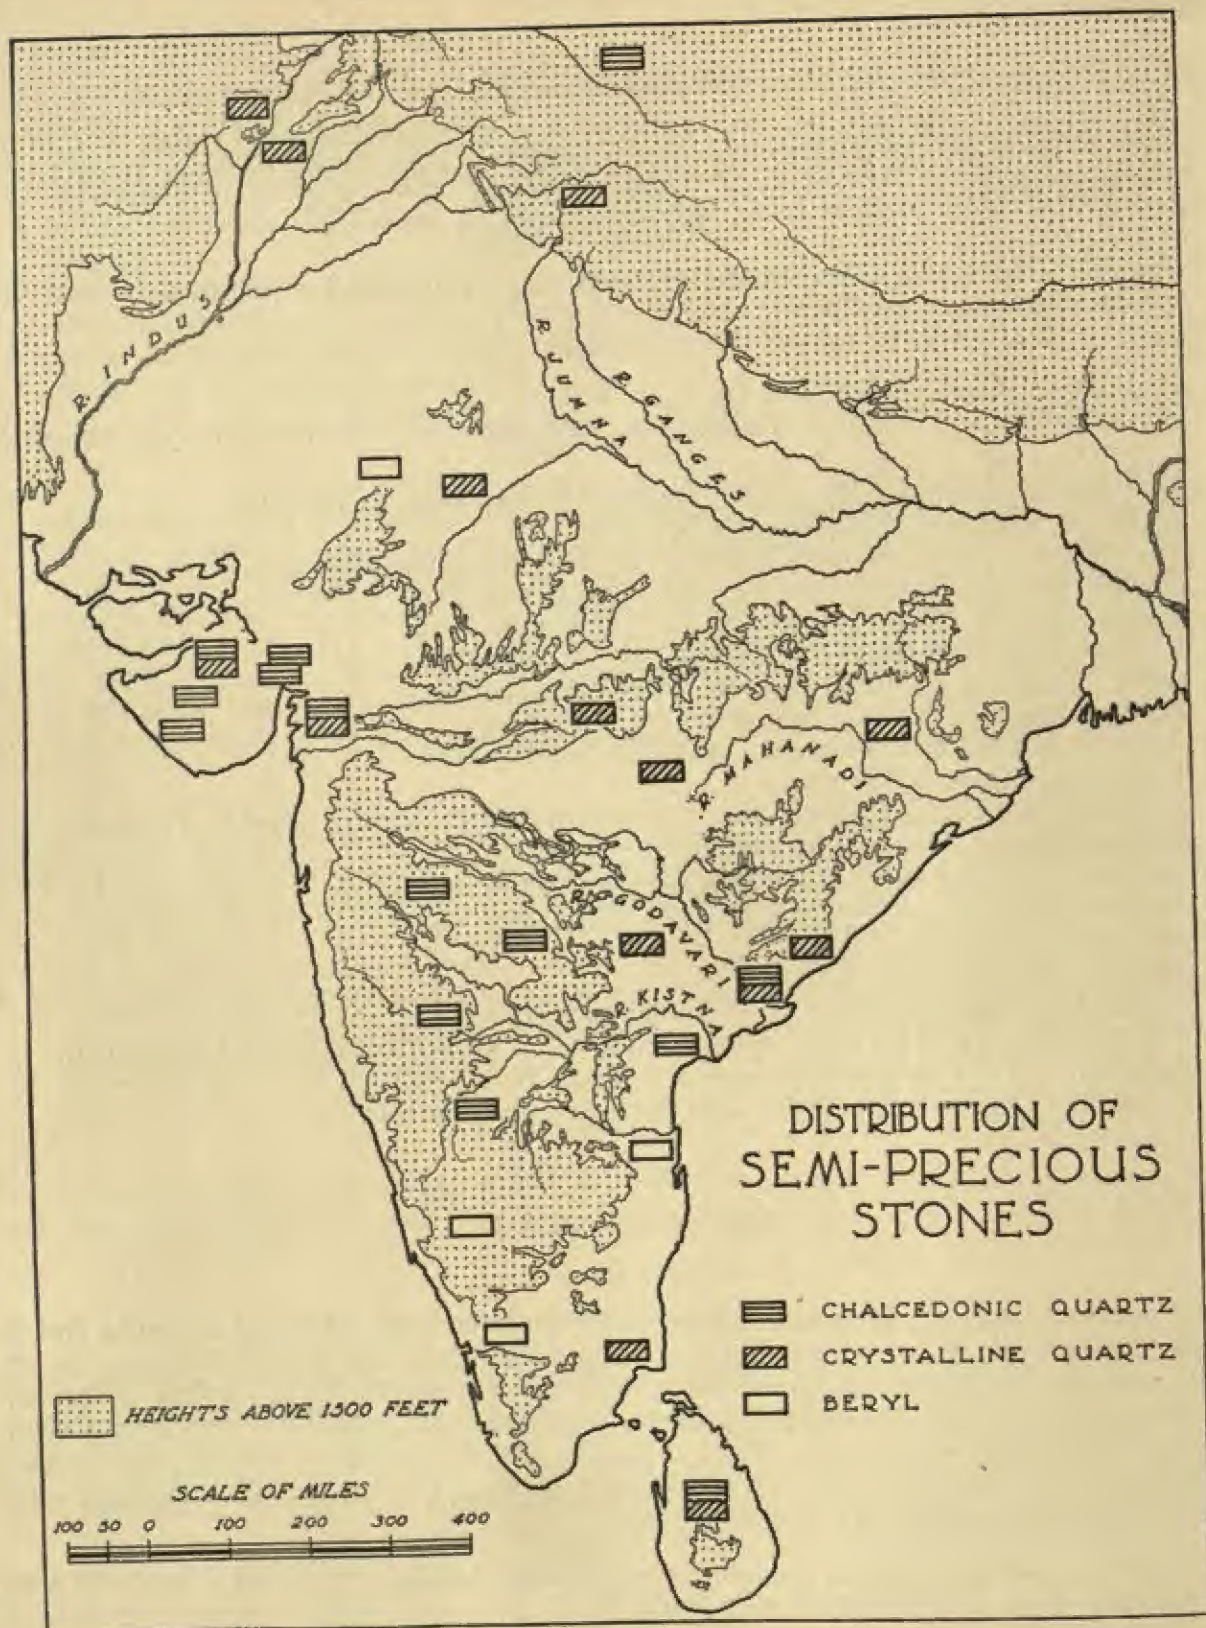 R. INDUS
R. JUMNA
R. GANGES
R. MAHANADI
R. GODAVARI
R. KISTNA
DISTRIBUTION OF
SEMI-PRECIOUS
STONES
CHALCEDONIC QUARTZ
CRYSTALLINE QUARTZ
BERYL
HEIGHTS ABOVE 1500 FEET
SCALE OF MILES
100 50 0 100 200 300 400